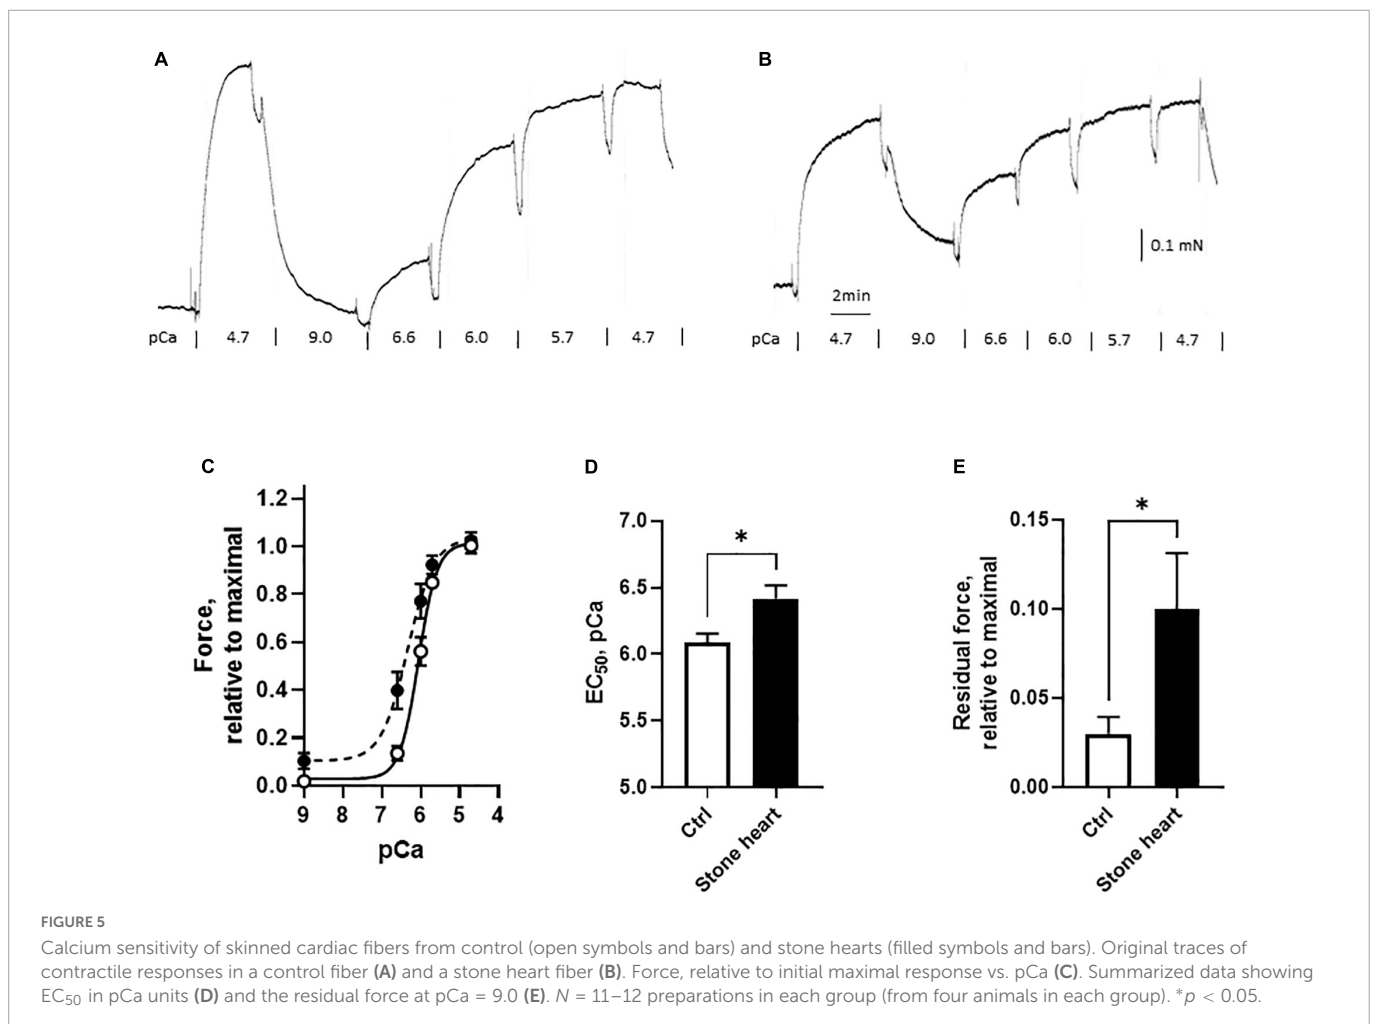 A
B
0.1 mN
2min
pCa | 4.7 | 9.0 | 6.6 | 6.0 | 5.7 | 4.7 |
pCa | 4.7 | 9.0 | 6.6 | 6.0 | 5.7 | 4.7 |
C
Force,
relative to maximal
1.2
1.0
0.8
0.6
0.4
0.2
0.0
9 8 7 6 5 4
pCa
D
EC50, pCa
7.0
6.5
6.0
5.5
5.0
*
Ctrl
Stone heart
E
Residual force,
relative to maximal
0.15
0.10
0.05
0.00
*
Ctrl
Stone heart
FIGURE 5
Calcium sensitivity of skinned cardiac fibers from control (open symbols and bars) and stone hearts (filled symbols and bars). Original traces of
contractile responses in a control fiber (A) and a stone heart fiber (B). Force, relative to initial maximal response vs. pCa (C). Summarized data showing
EC50 in pCa units (D) and the residual force at pCa = 9.0 (E). N = 11–12 preparations in each group (from four animals in each group). *p < 0.05.